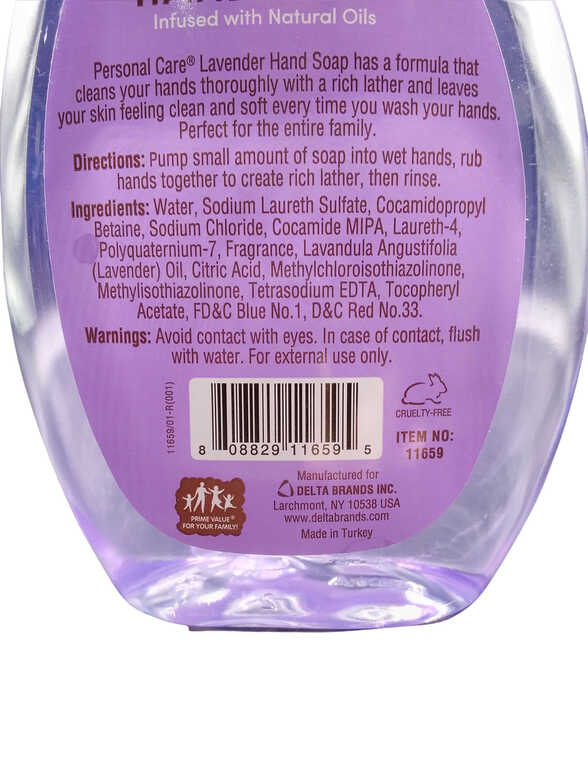 Infused with Natural Oils
Personal Care® Lavender Hand Soap has a formula that
cleans your hands thoroughly with a rich lather and leaves
your skin feeling clean and soft every time you wash your hands.
Perfect for the entire family.
Directions: Pump small amount of soap into wet hands, rub
hands together to create rich lather, then rinse.
Ingredients: Water, Sodium Laureth Sulfate, Cocamidopropyl
Betaine, Sodium Chloride, Cocamide MIPA, Laureth-4,
Polyquaternium-7, Fragrance, Lavandula Angustifolia
(Lavender) Oil, Citric Acid, Methylchloroisothiazolinone,
Methylisothiazolinone, Tetrasodium EDTA, Tocopheryl
Acetate, FD&C Blue No.1, D&C Red No.33.
Warnings: Avoid contact with eyes. In case of contact, flush
with water. For external use only.
11659/01-R(001)
8 08829 11659 5
CRUELTY-FREE
ITEM NO:
11659
PRIME VALUE®
FOR YOUR FAMILY!
Manufactured for
DELTA BRANDS INC.
Larchmont, NY 10538 USA
www.deltabrands.com
Made in Turkey